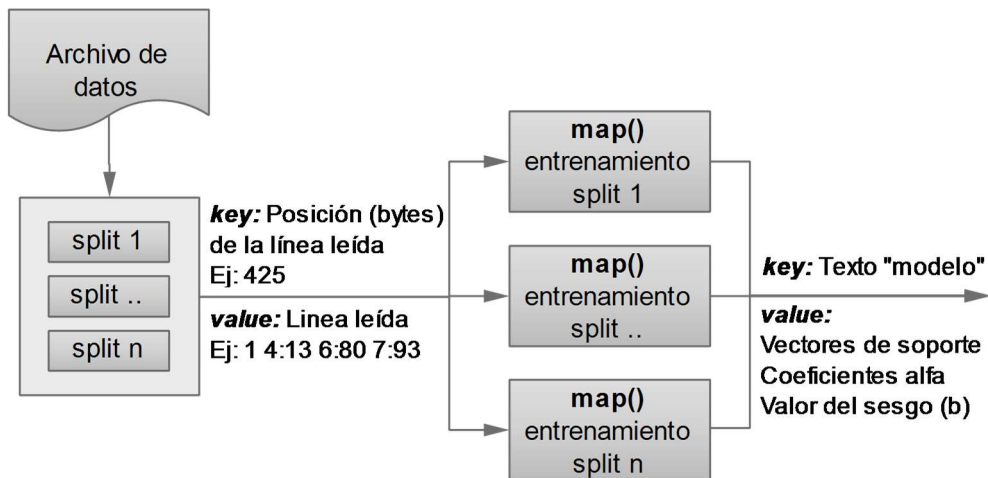 Archivo de
datos
split 1
split ..
split n
key: Posición (bytes)
de la línea leída
Ej: 425
value: Linea leída
Ej: 1 4:13 6:80 7:93
map()
entrenamiento
split 1
map()
entrenamiento
split ..
map()
entrenamiento
split n
key: Texto "modelo"
value:
Vectores de soporte
Coeficientes alfa
Valor del sesgo (b)